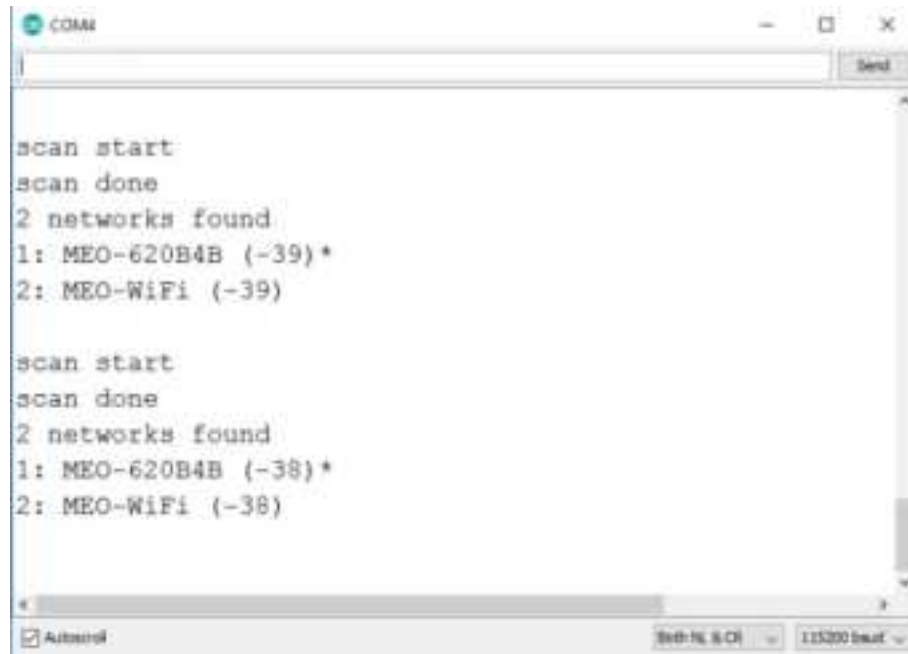 COM4
Send
scan start
scan done
2 networks found
1: MEO-620B4B (-39)*
2: MEO-WiFi (-39)
scan start
scan done
2 networks found
1: MEO-620B4B (-38)*
2: MEO-WiFi (-38)
Autoscroll
Both NL & CR
115200 baud